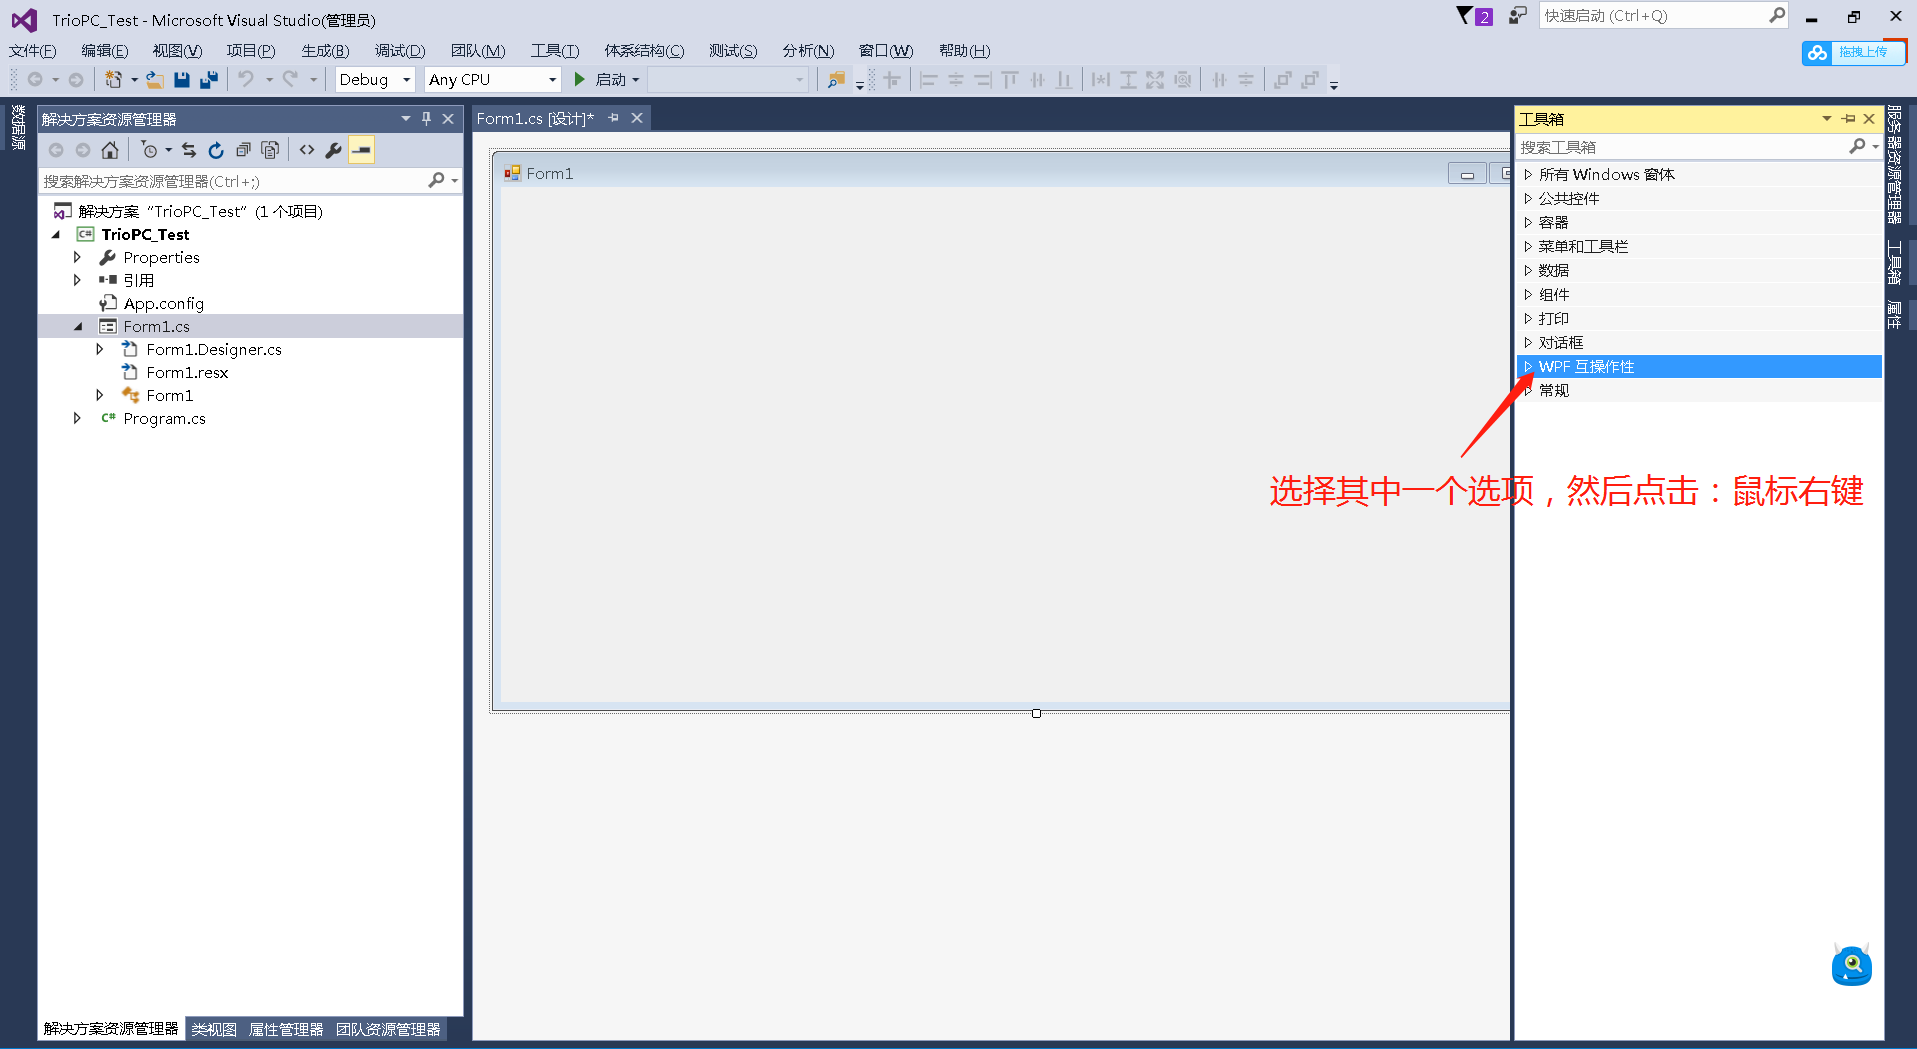 TrioPC_Test - Microsoft Visual Studio(管理员)
2
快速启动 (Ctrl+Q)
文件(F) 编辑(E) 视图(V) 项目(P) 生成(B) 调试(D) 团队(M) 工具(T) 体系结构(C) 测试(S) 分析(N) 窗口(W) 帮助(H)
拖拽上传
Debug Any CPU 启动
数据源
解决方案资源管理器
搜索解决方案资源管理器(Ctrl+;)
解决方案 “TrioPC_Test” (1 个项目)
C# TrioPC_Test
Properties
引用
App.config
Form1.cs
Form1.Designer.cs
Form1.resx
Form1
C# Program.cs
解决方案资源管理器 类视图 属性管理器 团队资源管理器
Form1.cs [设计]*
Form1
工具箱
搜索工具箱
所有 Windows 窗体
公共控件
容器
菜单和工具栏
数据
组件
打印
对话框
WPF 互操作性
常规
选择其中一个选项，然后点击：鼠标右键
服务器资源管理器
工具箱
属性